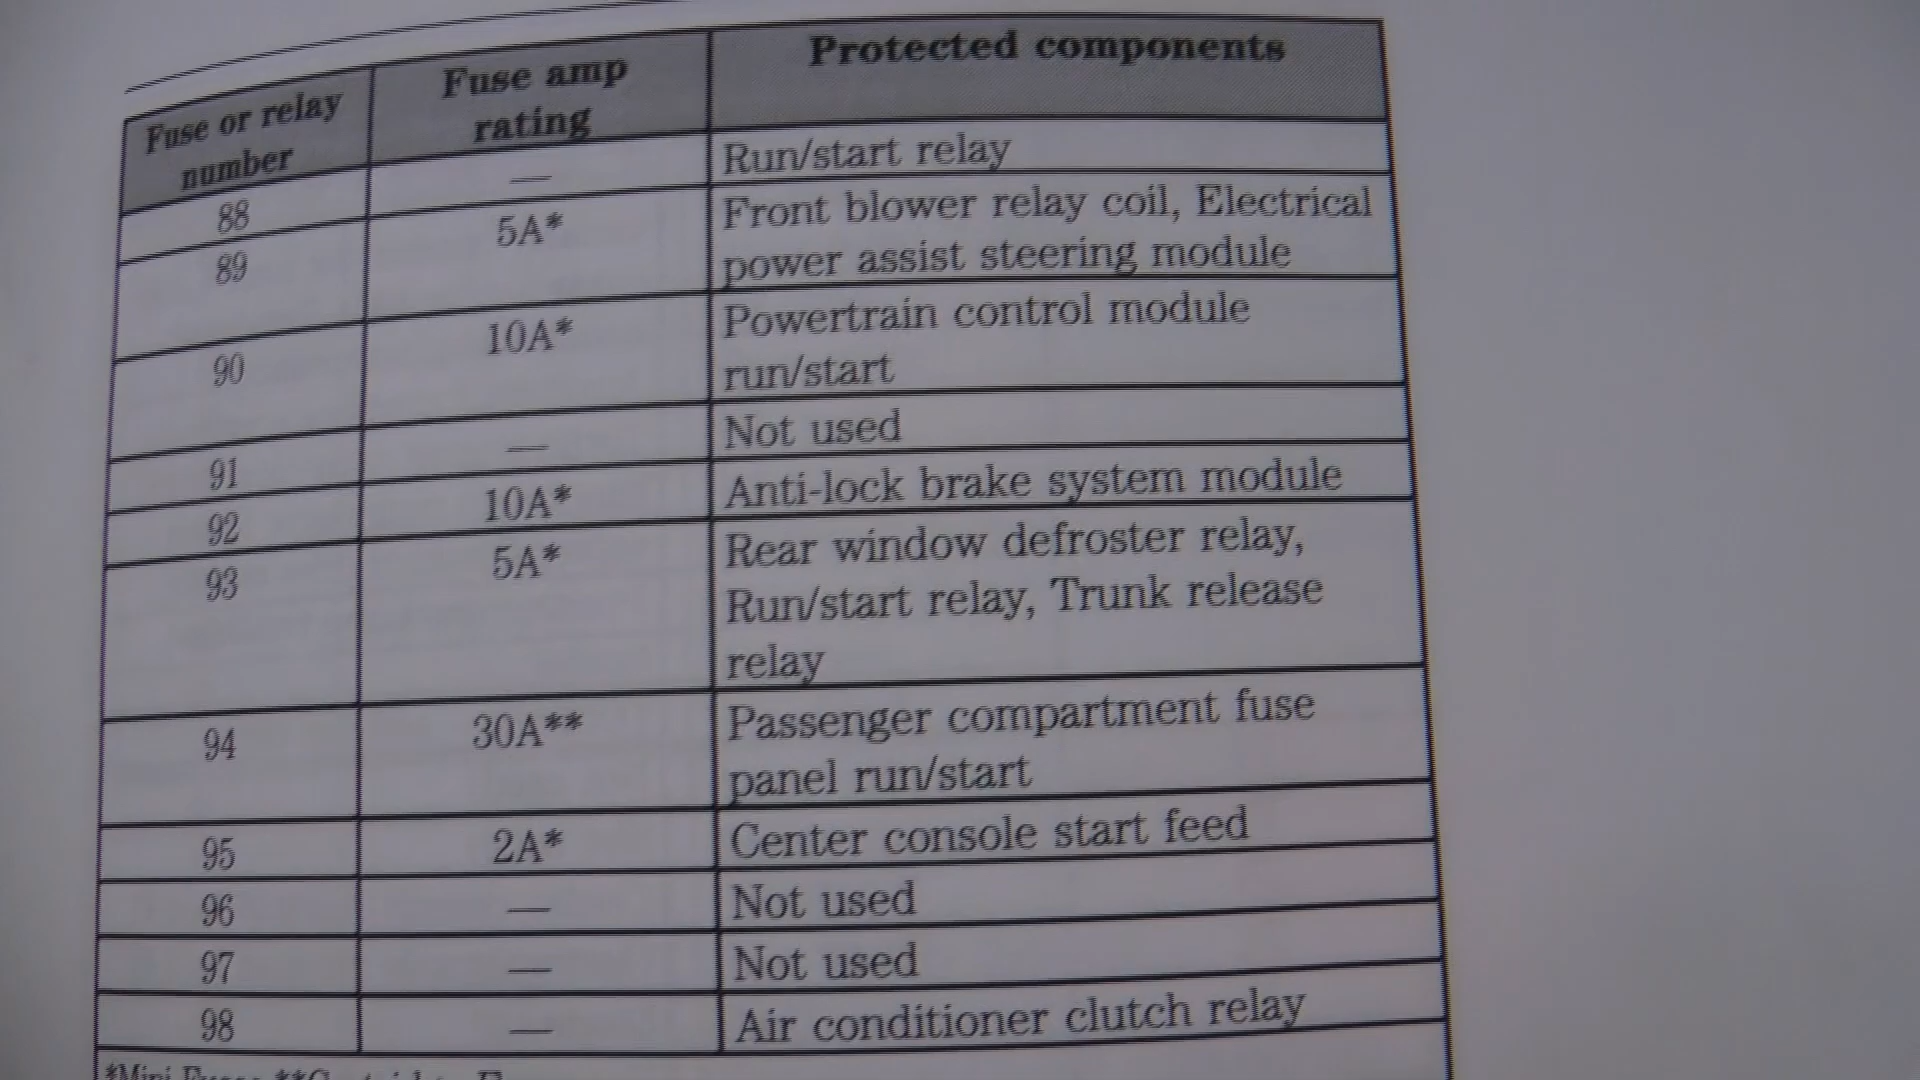 Fuse or relay number Fuse amp rating Protected components
88 — Run/start relay
89 5A* Front blower relay coil, Electrical
power assist steering module
90 10A* Powertrain control module
run/start
91 — Not used
92 10A* Anti-lock brake system module
93 5A* Rear window defroster relay,
Run/start relay, Trunk release
relay
94 30A** Passenger compartment fuse
panel run/start
95 2A* Center console start feed
96 — Not used
97 — Not used
98 — Air conditioner clutch relay
*Mini